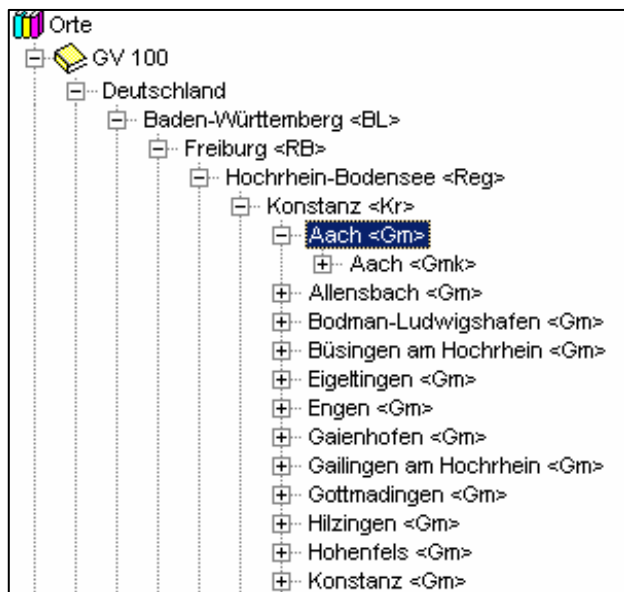 Orte
GV 100
Deutschland
Baden-Württemberg <BL>
Freiburg <RB>
Hochrhein-Bodensee <Reg>
Konstanz <Kr>
Aach <Gm>
Aach <Gmk>
Allensbach <Gm>
Bodman-Ludwigshafen <Gm>
Büsingen am Hochrhein <Gm>
Eigeltingen <Gm>
Engen <Gm>
Gaienhofen <Gm>
Gailingen am Hochrhein <Gm>
Gottmadingen <Gm>
Hilzingen <Gm>
Hohenfels <Gm>
Konstanz <Gm>